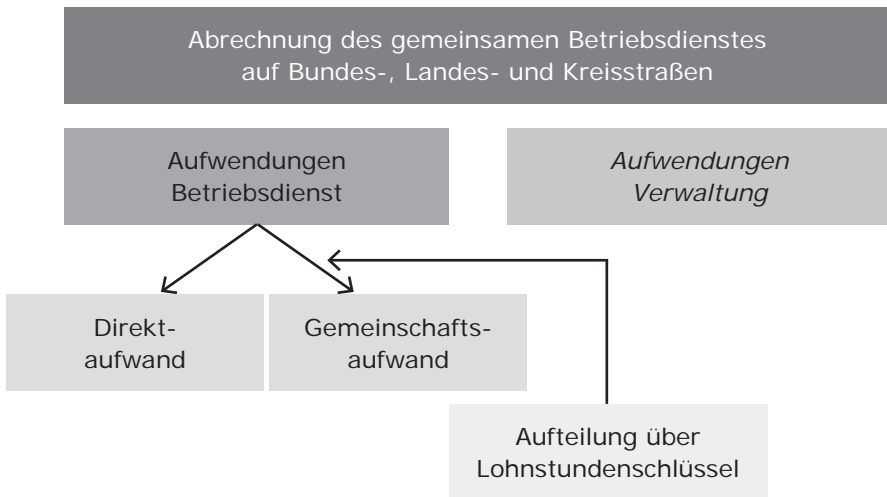 Abrechnung des gemeinsamen Betriebsdienstes
auf Bundes-, Landes- und Kreisstraßen
Aufwendungen
Betriebsdienst
Aufwendungen
Verwaltung
Direkt-
aufwand
Gemeinschafts-
aufwand
Aufteilung über
Lohnstundenschlüssel